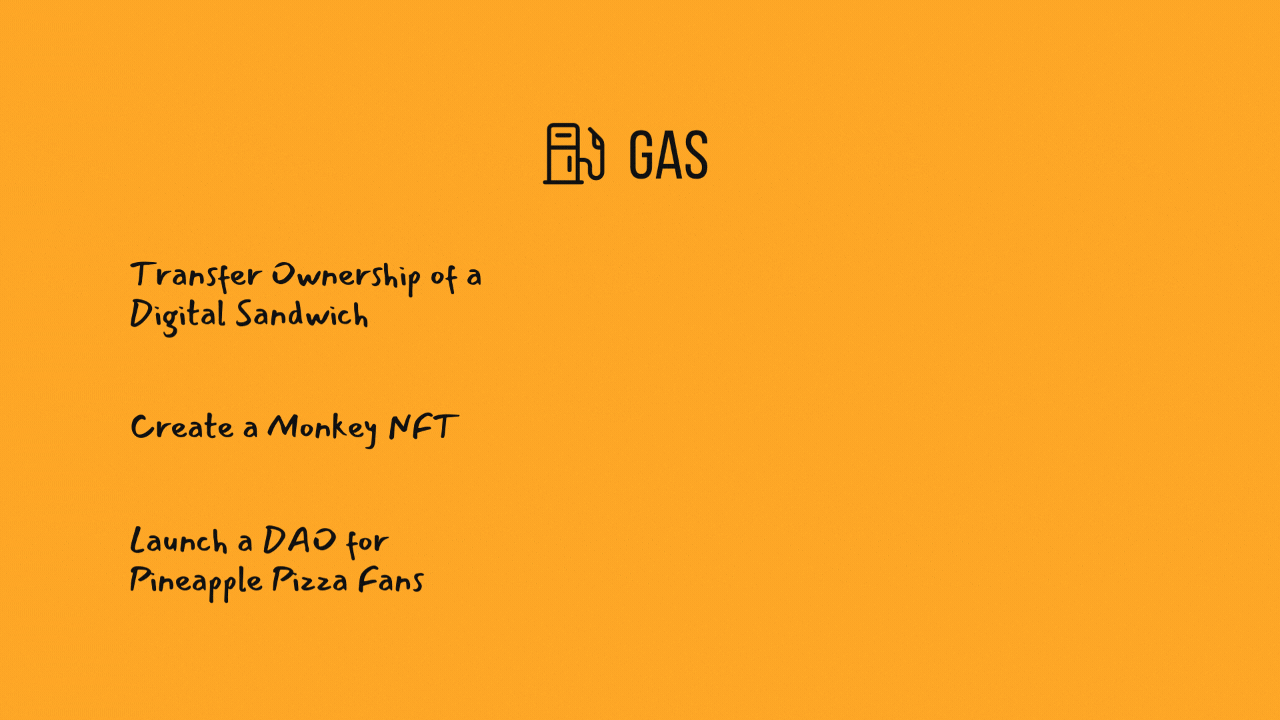 GAS
Transfer Ownership of a
Digital Sandwich
Create a Monkey NFT
Launch a DAO for
Pineapple Pizza Fans